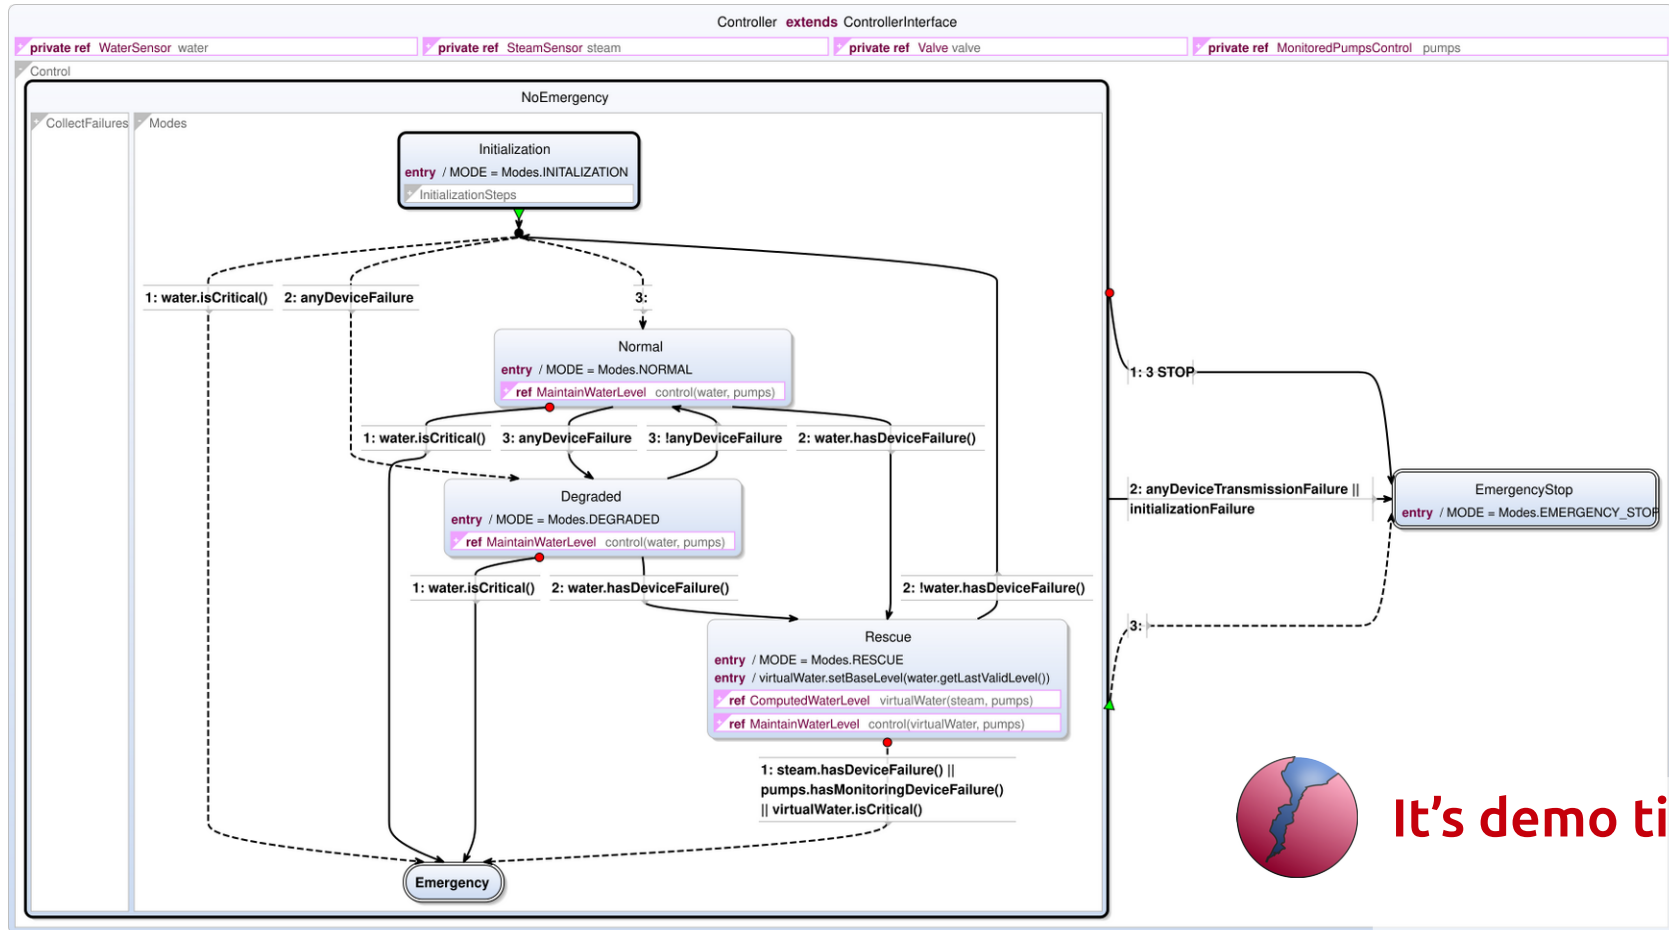 Controller extends ControllerInterface
private ref WaterSensor water
private ref SteamSensor steam
private ref Valve valve
private ref MonitoredPumpsControl pumps
Control
NoEmergency
CollectFailures
Modes
Initialization
entry / MODE = Modes.INITALIZATION
InitializationSteps
1: water.isCritical()
2: anyDeviceFailure
3:
Normal
entry / MODE = Modes.NORMAL
ref MaintainWaterLevel control(water, pumps)
1: 3 STOP
1: water.isCritical()
3: anyDeviceFailure
3: !anyDeviceFailure
2: water.hasDeviceFailure()
Degraded
entry / MODE = Modes.DEGRADED
ref MaintainWaterLevel control(water, pumps)
2: anyDeviceTransmissionFailure ||
initializationFailure
EmergencyStop
entry / MODE = Modes.EMERGENCY_STOP
1: water.isCritical()
2: water.hasDeviceFailure()
2: !water.hasDeviceFailure()
3:
Rescue
entry / MODE = Modes.RESCUE
entry / virtualWater.setBaseLevel(water.getLastValidLevel())
ref ComputedWaterLevel virtualWater(steam, pumps)
ref MaintainWaterLevel control(virtualWater, pumps)
1: steam.hasDeviceFailure() ||
pumps.hasMonitoringDeviceFailure()
|| virtualWater.isCritical()
It's demo ti
Emergency